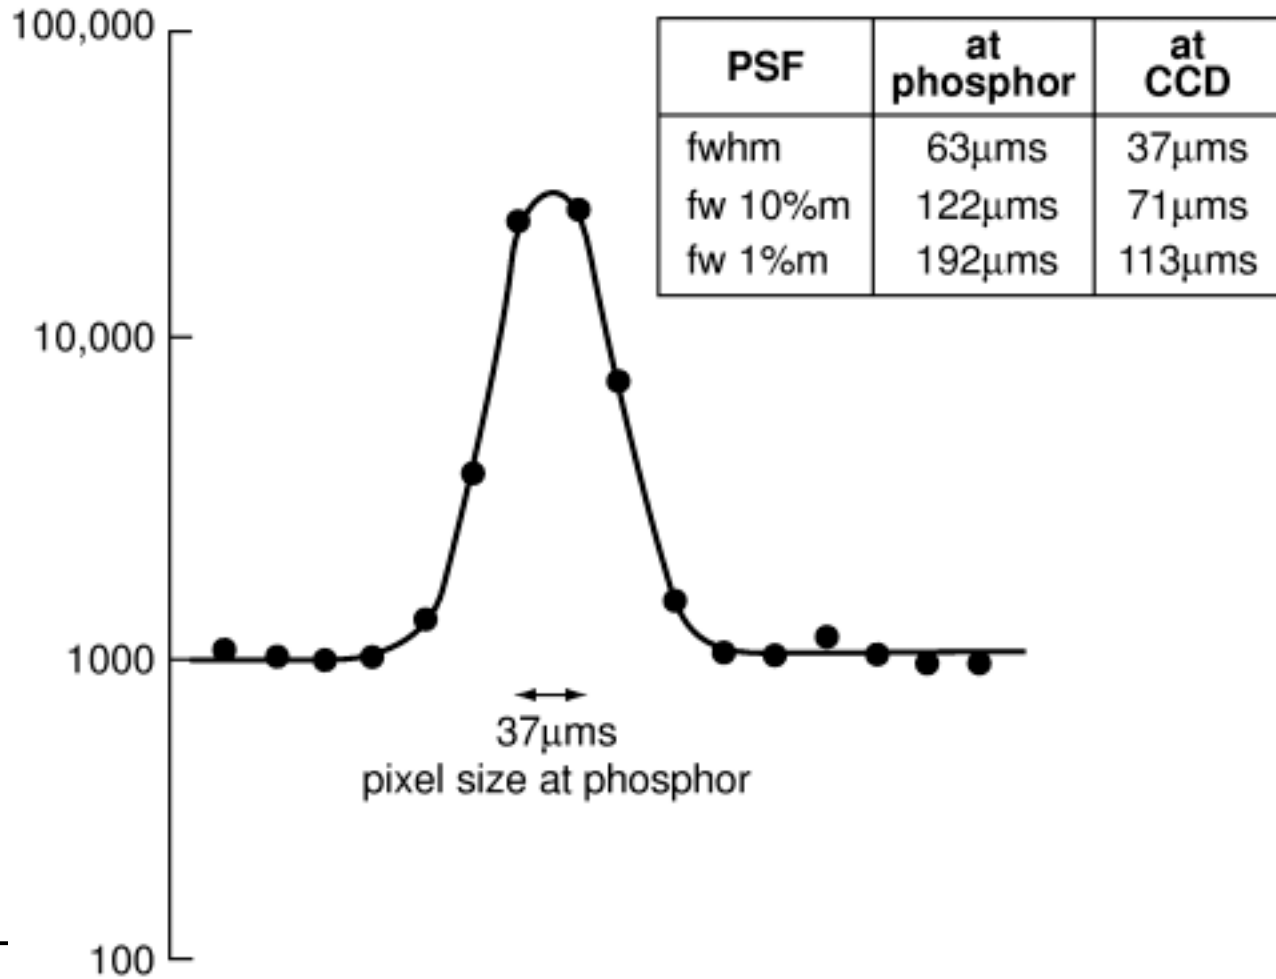 100,000
10,000
1000
100
PSF at phosphor at CCD
fwhm 63μms 37μms
fw 10%m 122μms 71μms
fw 1%m 192μms 113μms
37μms
pixel size at phosphor